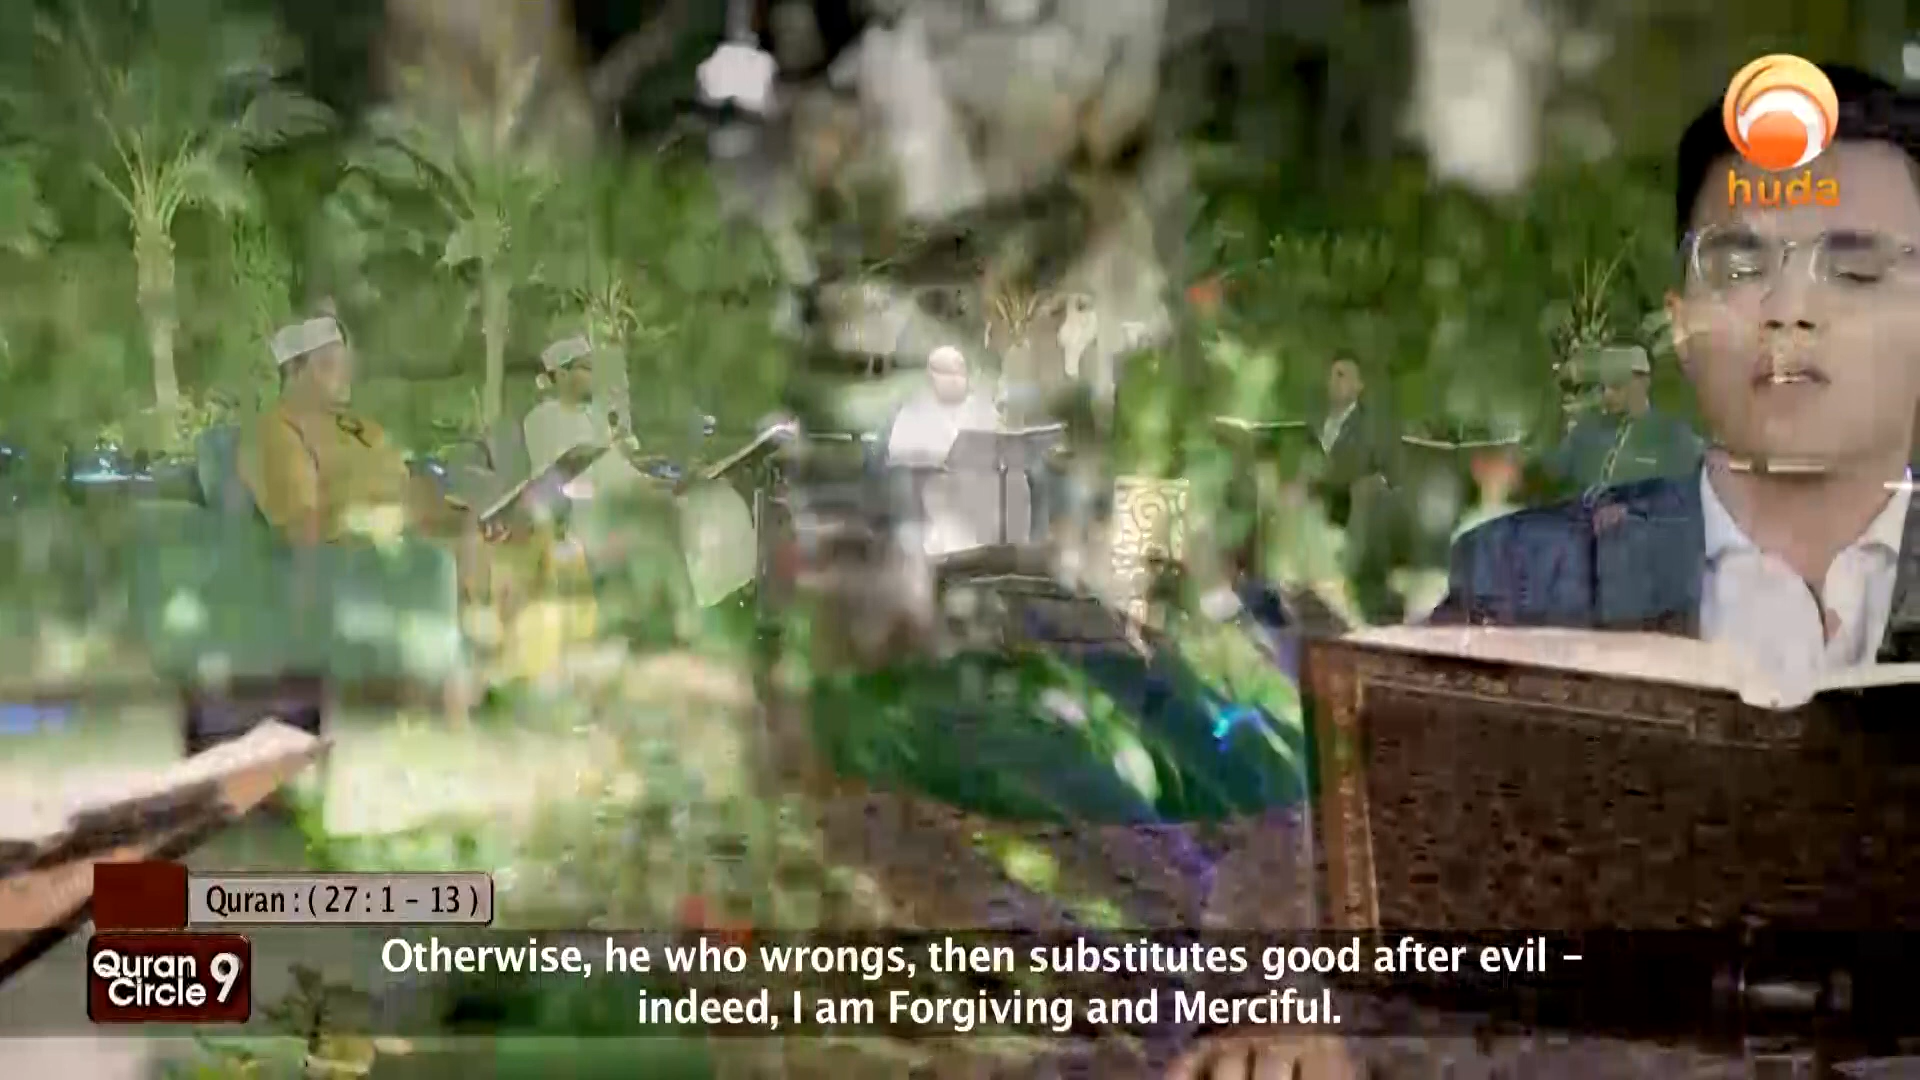 huda
Quran : ( 27 : 1 - 13 )
Quran
Circle 9
Otherwise, he who wrongs, then substitutes good after evil –
indeed, I am Forgiving and Merciful.